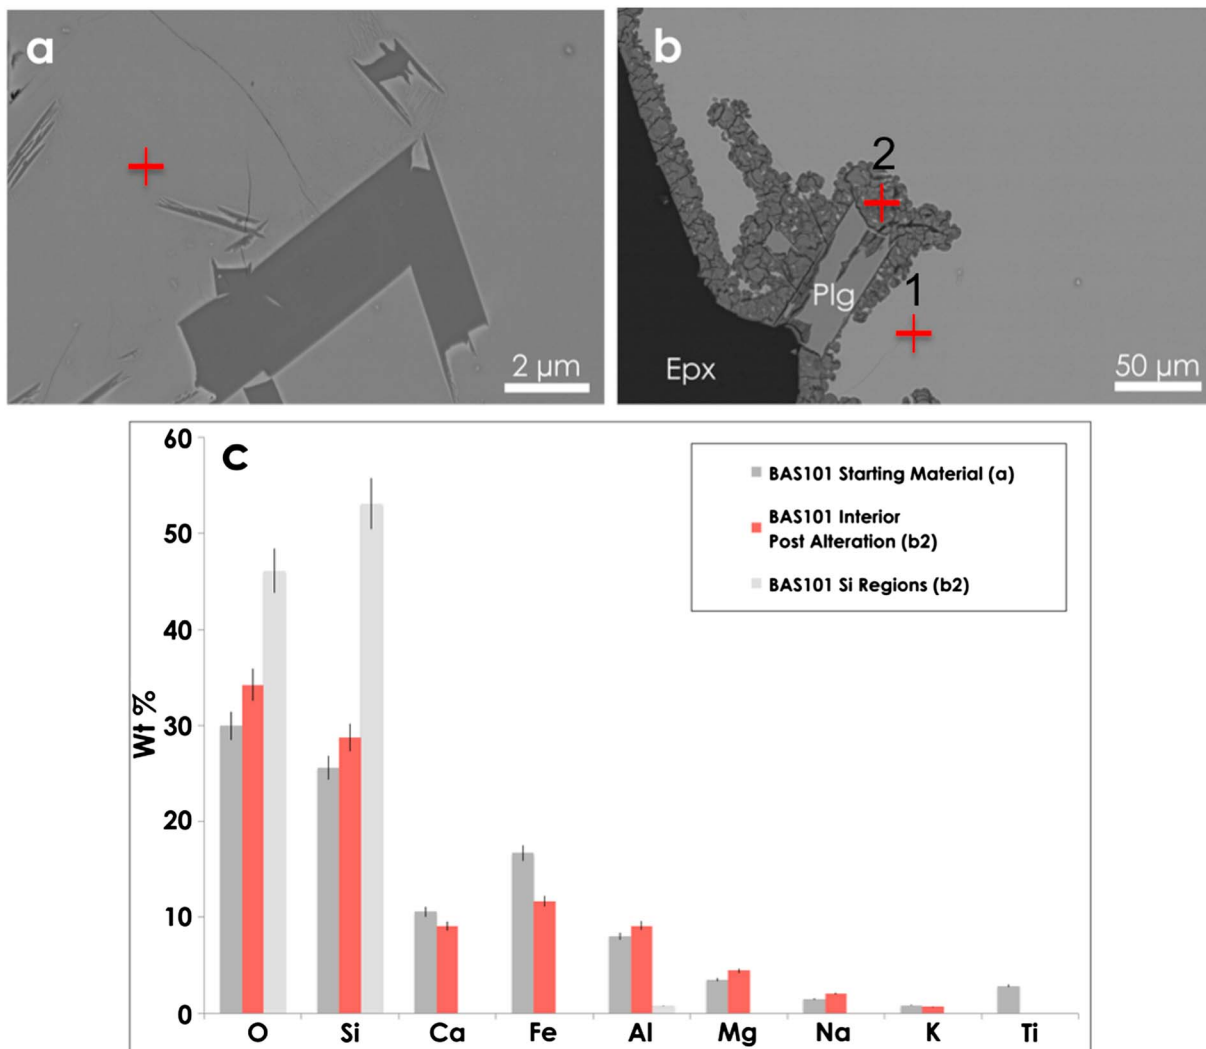 a
2 µm
b
2
1
Plg
Epx
50 µm
c
60
50
40
30
20
10
0
Wt %
BAS101 Starting Material (a)
BAS101 Interior
Post Alteration (b2)
BAS101 Si Regions (b2)
O Si Ca Fe Al Mg Na K Ti